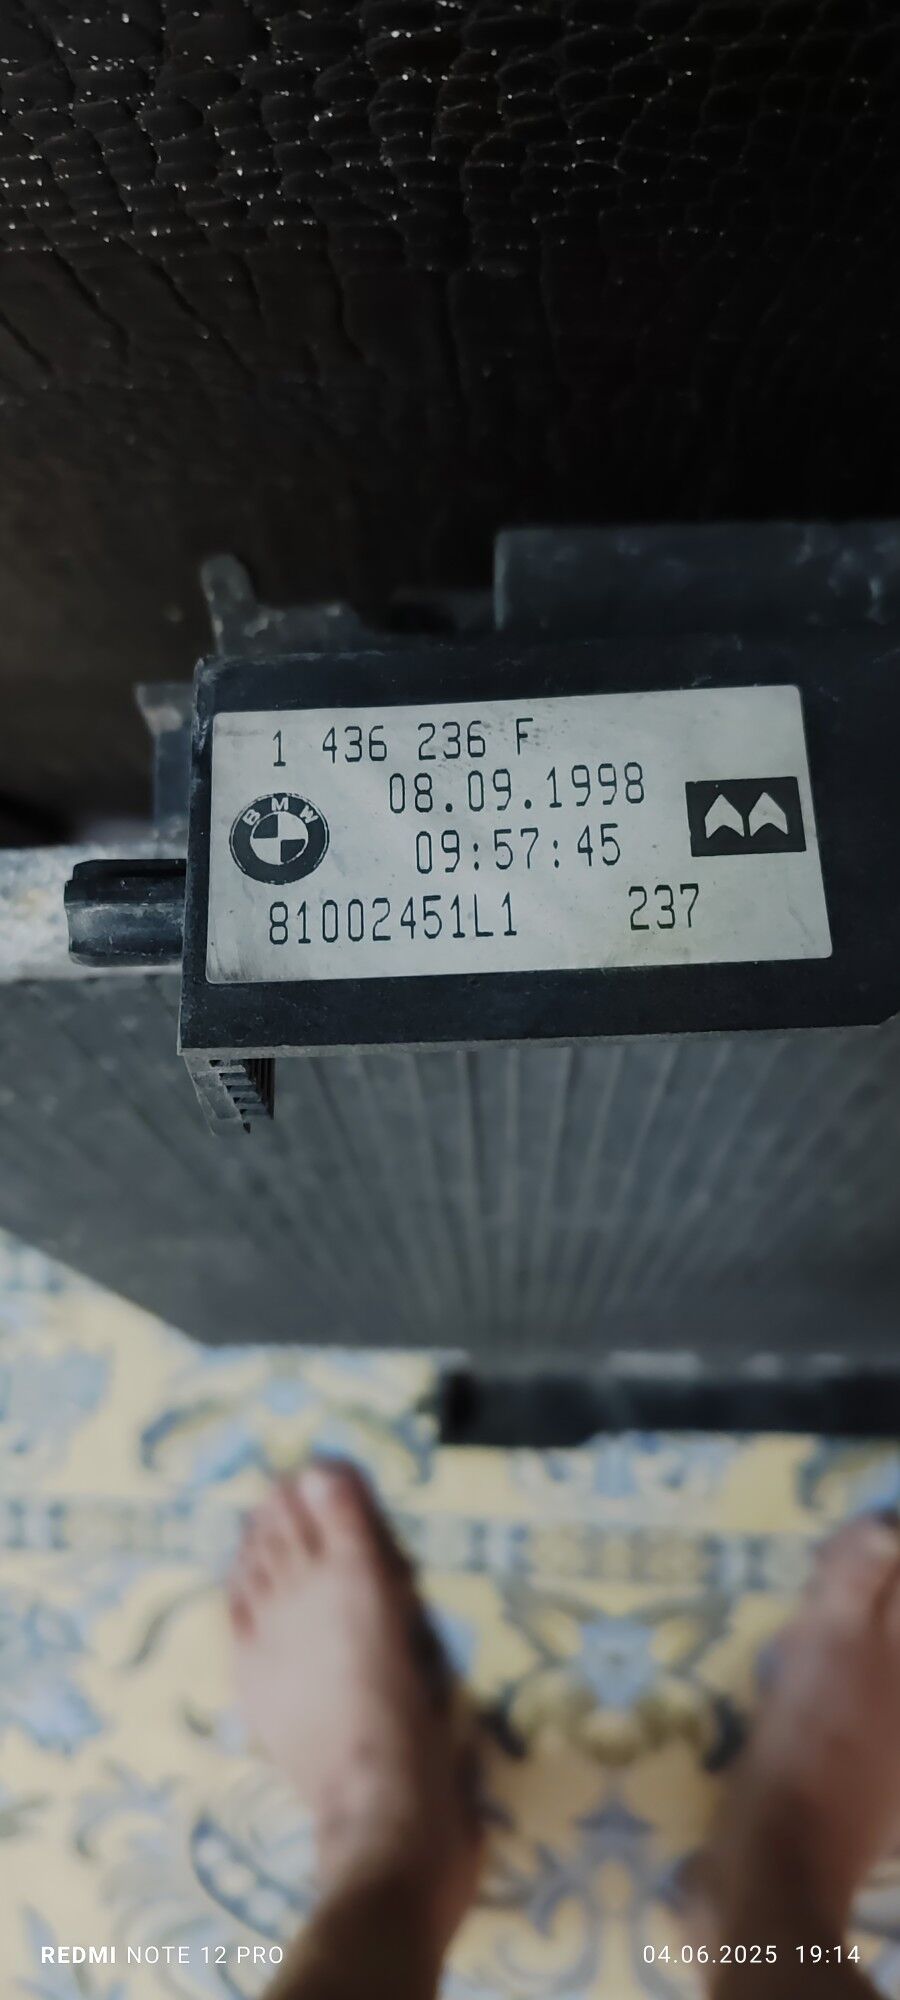 1 436 236 F
08.09.1998
BMW
09:57:45
81002451L1 237
REDMI NOTE 12 PRO
04.06.2025 19:14